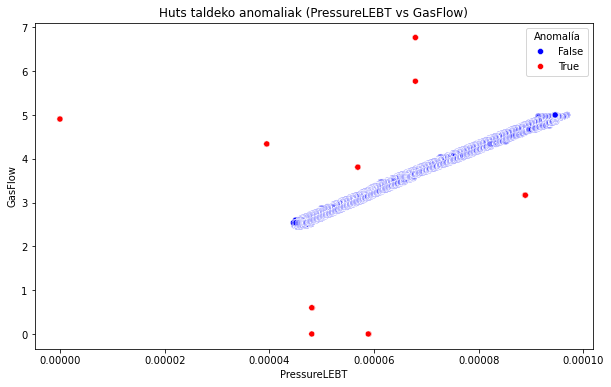 Huts taldeko anomaliak (PressureLEBT vs GasFlow)
Anomalía
False
True
7
6
5
4
3
2
1
0
GasFlow
0.00000
0.00002
0.00004
0.00006
0.00008
0.00010
PressureLEBT